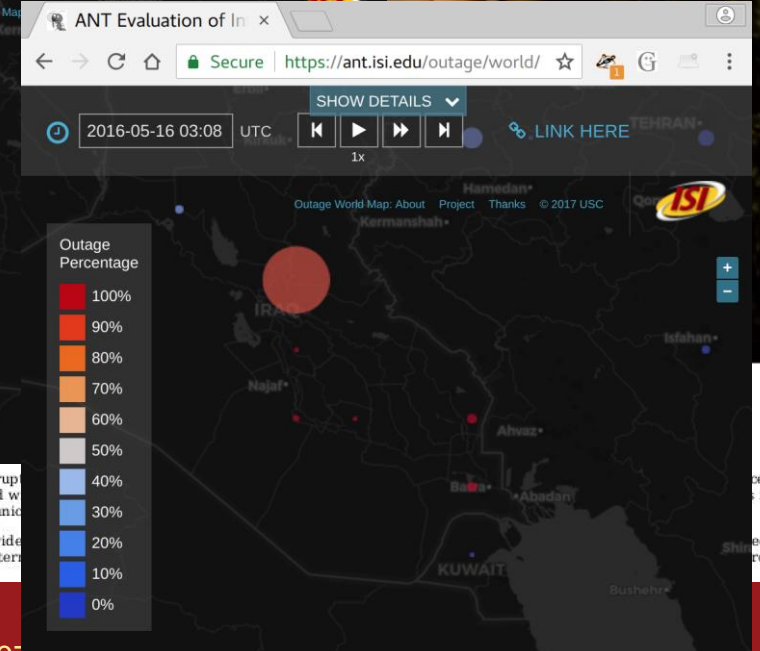 Map
ANT Evaluation of In
Secure https://ant.isi.edu/outage/world/
1
SHOW DETAILS
2016-05-16 03:08 UTC
LINK HERE
TEHRAN
1x
Hamedan
Outage World Map: About Project Thanks © 2017 USC
ISI
Kermanshah
Outage
Percentage
100%
IRAQ
90%
80%
Isfahan
70%
Najaf
60%
50%
Ahvaz
40%
Basra
Abadan
30%
20%
KUWAIT
10%
Bushehr
0%